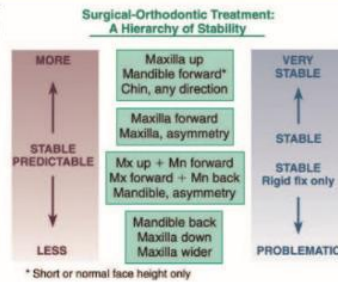 Surgical-Orthodontic Treatment:
A Hierarchy of Stability
MORE
STABLE
PREDICTABLE
LESS
Maxilla up
Mandible forward*
Chin, any direction
Maxilla forward
Maxilla, asymmetry
Mx up + Mn forward
Mx forward + Mn back
Mandible, asymmetry
Mandible back
Maxilla down
Maxilla wider
VERY
STABLE
STABLE
STABLE
Rigid fix only
PROBLEMATIC
* Short or normal face height only